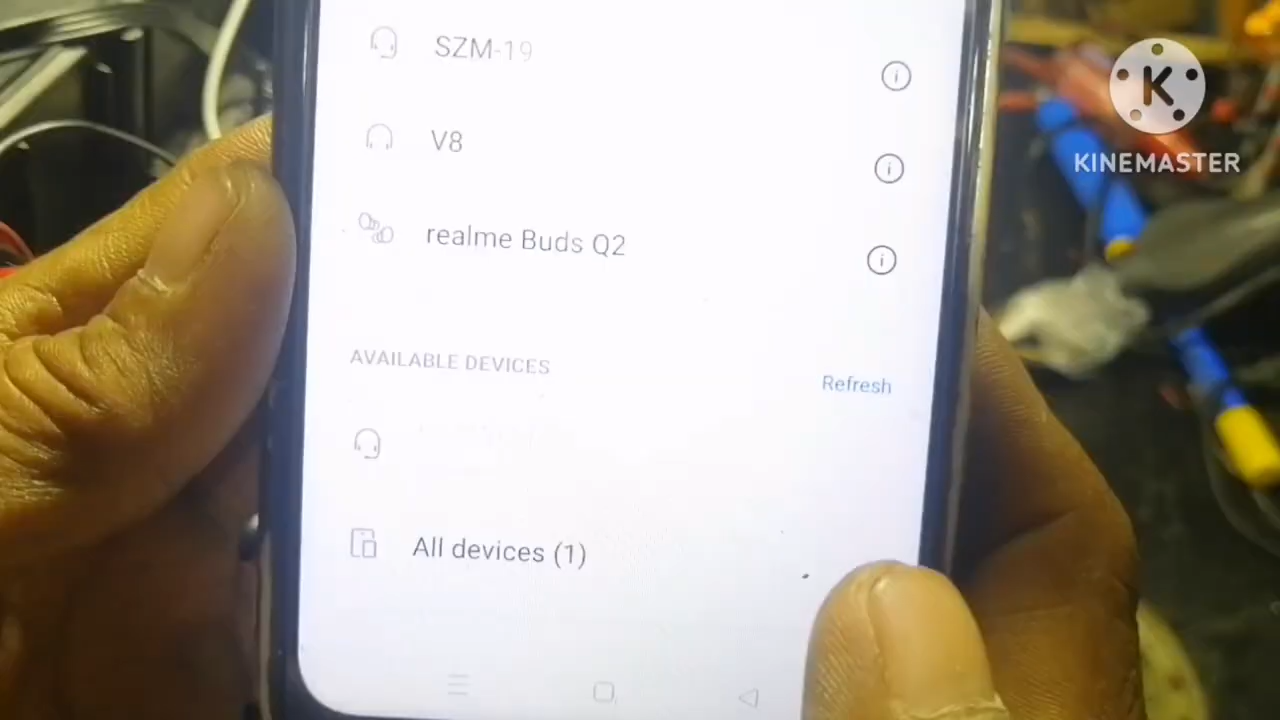 SZM-19
V8
realme Buds Q2
AVAILABLE DEVICES
Refresh
All devices (1)
K
KINEMASTER